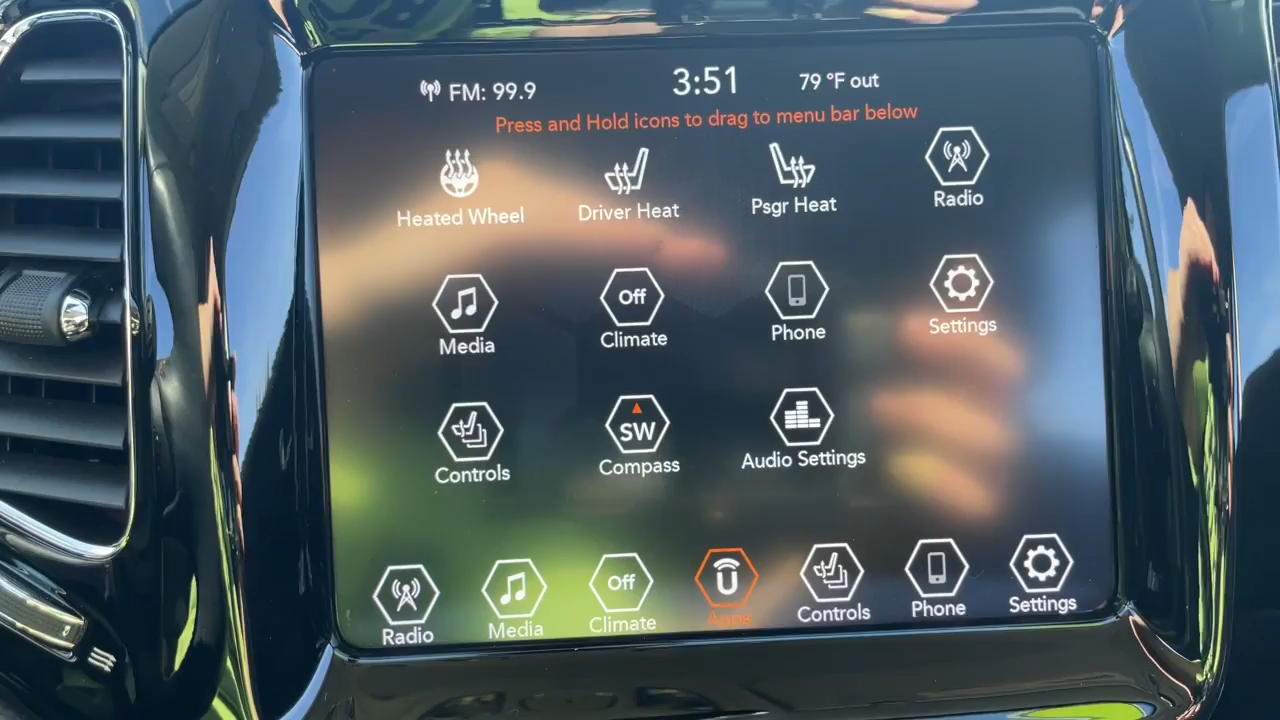 FM: 99.9
3:51
79 °F out
Press and Hold icons to drag to menu bar below
Heated Wheel
Driver Heat
Psgr Heat
Radio
Media
Off
Climate
Phone
Settings
Controls
SW
Compass
Audio Settings
Radio
Media
Off
Climate
Apps
Controls
Phone
Settings